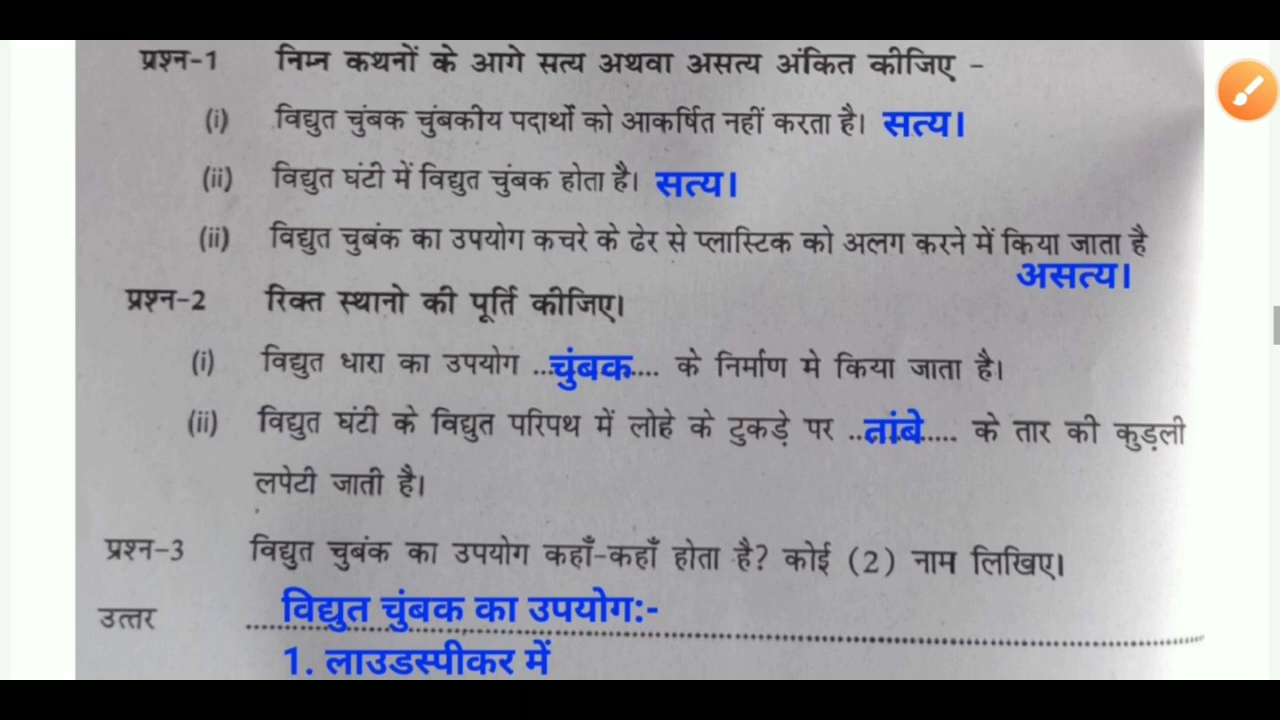 प्रश्न-1 निम्न कथनों के आगे सत्य अथवा असत्य अंकित कीजिए -
(i) विद्युत चुंबक चुंबकीय पदार्थो को आकर्षित नहीं करता है। सत्य।
(ii) विद्युत घंटी में विद्युत चुंबक होता है। सत्य।
(ii) विद्युत चुबंक का उपयोग कचरे के ढेर से प्लास्टिक को अलग करने में किया जाता है
असत्य।
प्रश्न-2 रिक्त स्थानो की पूर्ति कीजिए।
(i) विद्युत धारा का उपयोग ...चुंबक.... के निर्माण मे किया जाता है।
(ii) विद्युत घंटी के विद्युत परिपथ में लोहे के टुकड़े पर ..तांबे..... के तार की कुड़ली
लपेटी जाती है।
प्रश्न-3 विद्युत चुबंक का उपयोग कहाँ-कहाँ होता है? कोई (2) नाम लिखिए।
उत्तर विद्युत चुंबक का उपयोग:-
1. लाउडस्पीकर में